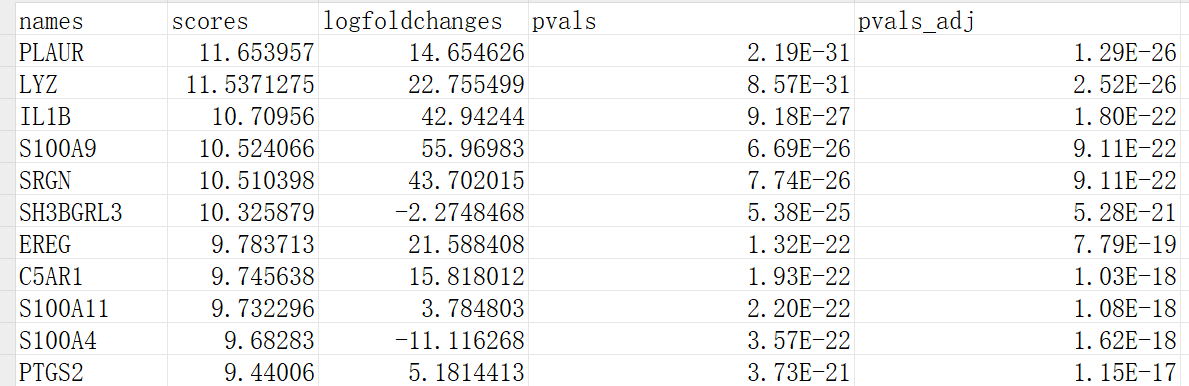 names scores logfoldchanges pvals pvals_adj
PLAUR 11.653957 14.654626 2.19E-31 1.29E-26
LYZ 11.5371275 22.755499 8.57E-31 2.52E-26
IL1B 10.70956 42.94244 9.18E-27 1.80E-22
S100A9 10.524066 55.96983 6.69E-26 9.11E-22
SRGN 10.510398 43.702015 7.74E-26 9.11E-22
SH3BGRL3 10.325879 -2.2748468 5.38E-25 5.28E-21
EREG 9.783713 21.588408 1.32E-22 7.79E-19
C5AR1 9.745638 15.818012 1.93E-22 1.03E-18
S100A11 9.732296 3.784803 2.20E-22 1.08E-18
S100A4 9.68283 -11.116268 3.57E-22 1.62E-18
PTGS2 9.44006 5.1814413 3.73E-21 1.15E-17